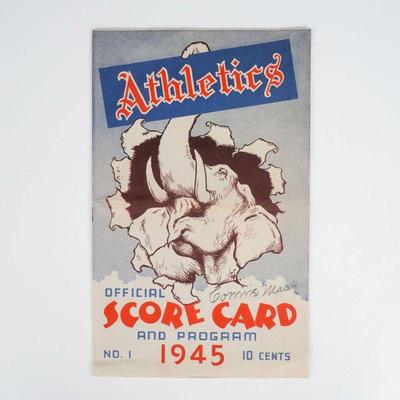 Athletics
OFFICIAL
Connie Mack
SCORE CARD
AND PROGRAM
NO. 1 1945 10 CENTS